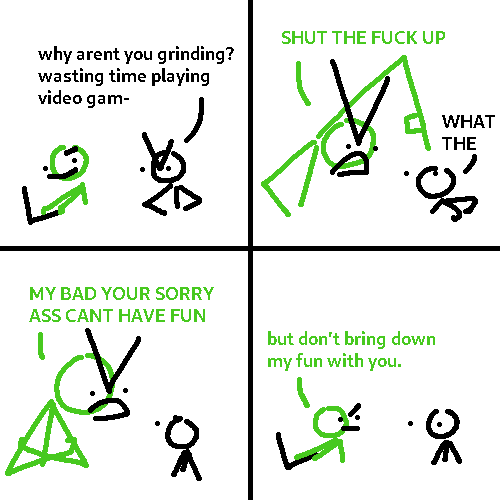 why arent you grinding?
wasting time playing
video gam-
SHUT THE FUCK UP
WHAT
THE
MY BAD YOUR SORRY
ASS CANT HAVE FUN
but don't bring down
my fun with you.